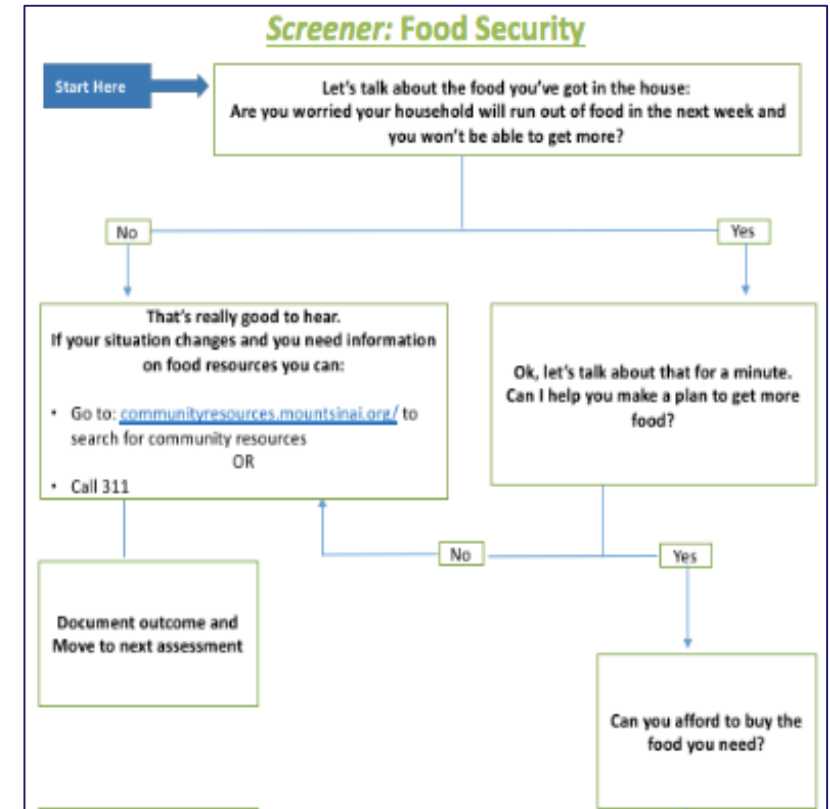 Screener: Food Security
Start Here
Let's talk about the food you've got in the house:
Are you worried your household will run out of food in the next week and
you won't be able to get more?
No
Yes
That's really good to hear.
If your situation changes and you need information
on food resources you can:
• Go to: communityresources.mountsinai.org/ to
search for community resources
OR
• Call 311
Ok, let's talk about that for a minute.
Can I help you make a plan to get more
food?
No
Yes
Document outcome and
Move to next assessment
Can you afford to buy the
food you need?